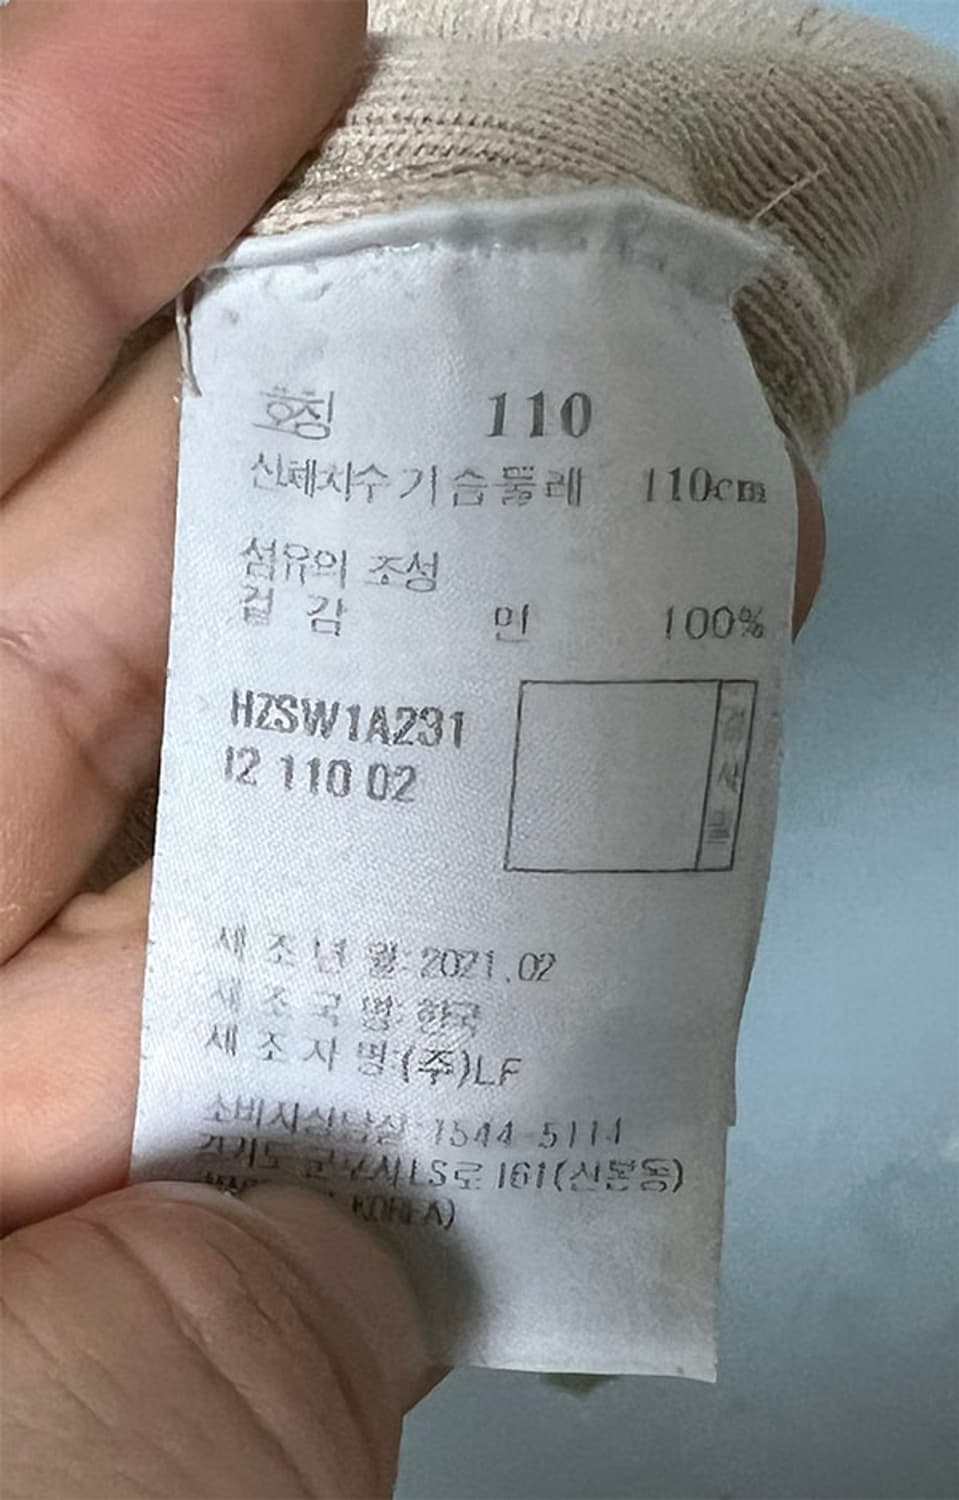 호칭 110
신체치수 가슴둘레 110cm
섬유의 조성
겉 감 면 100%
HZSW1A231
I2 110 02
검사필
제 조 년 월: 2021.02
제 조 국 명: 한국
제 조 자 명:(주)LF
소비자상담실: 1544-5114
경기도 군포시 LS로 161(산본동)
KOREA)